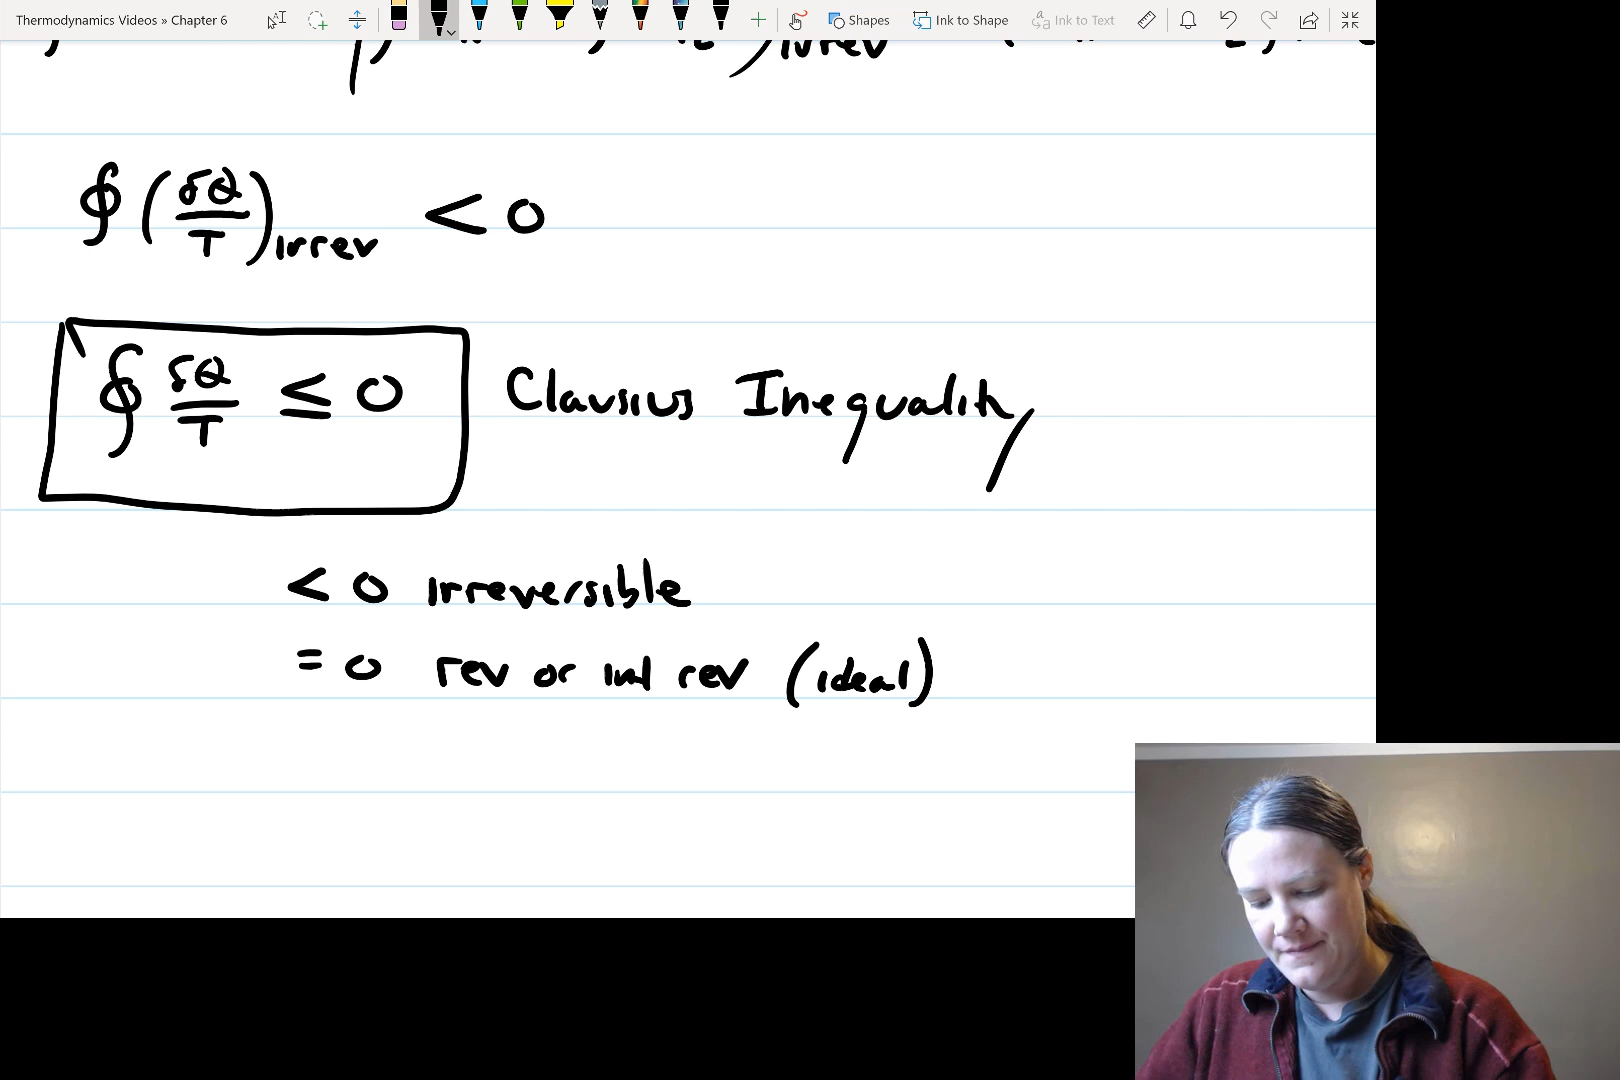 Thermodynamics Videos » Chapter 6
Shapes
Ink to Shape
Ink to Text
irrev
∮ (δQ/T)irrev < 0
∮ δQ/T ≤ 0 Clausius Inequality
< 0 irreversible
= 0 rev or int rev (ideal)